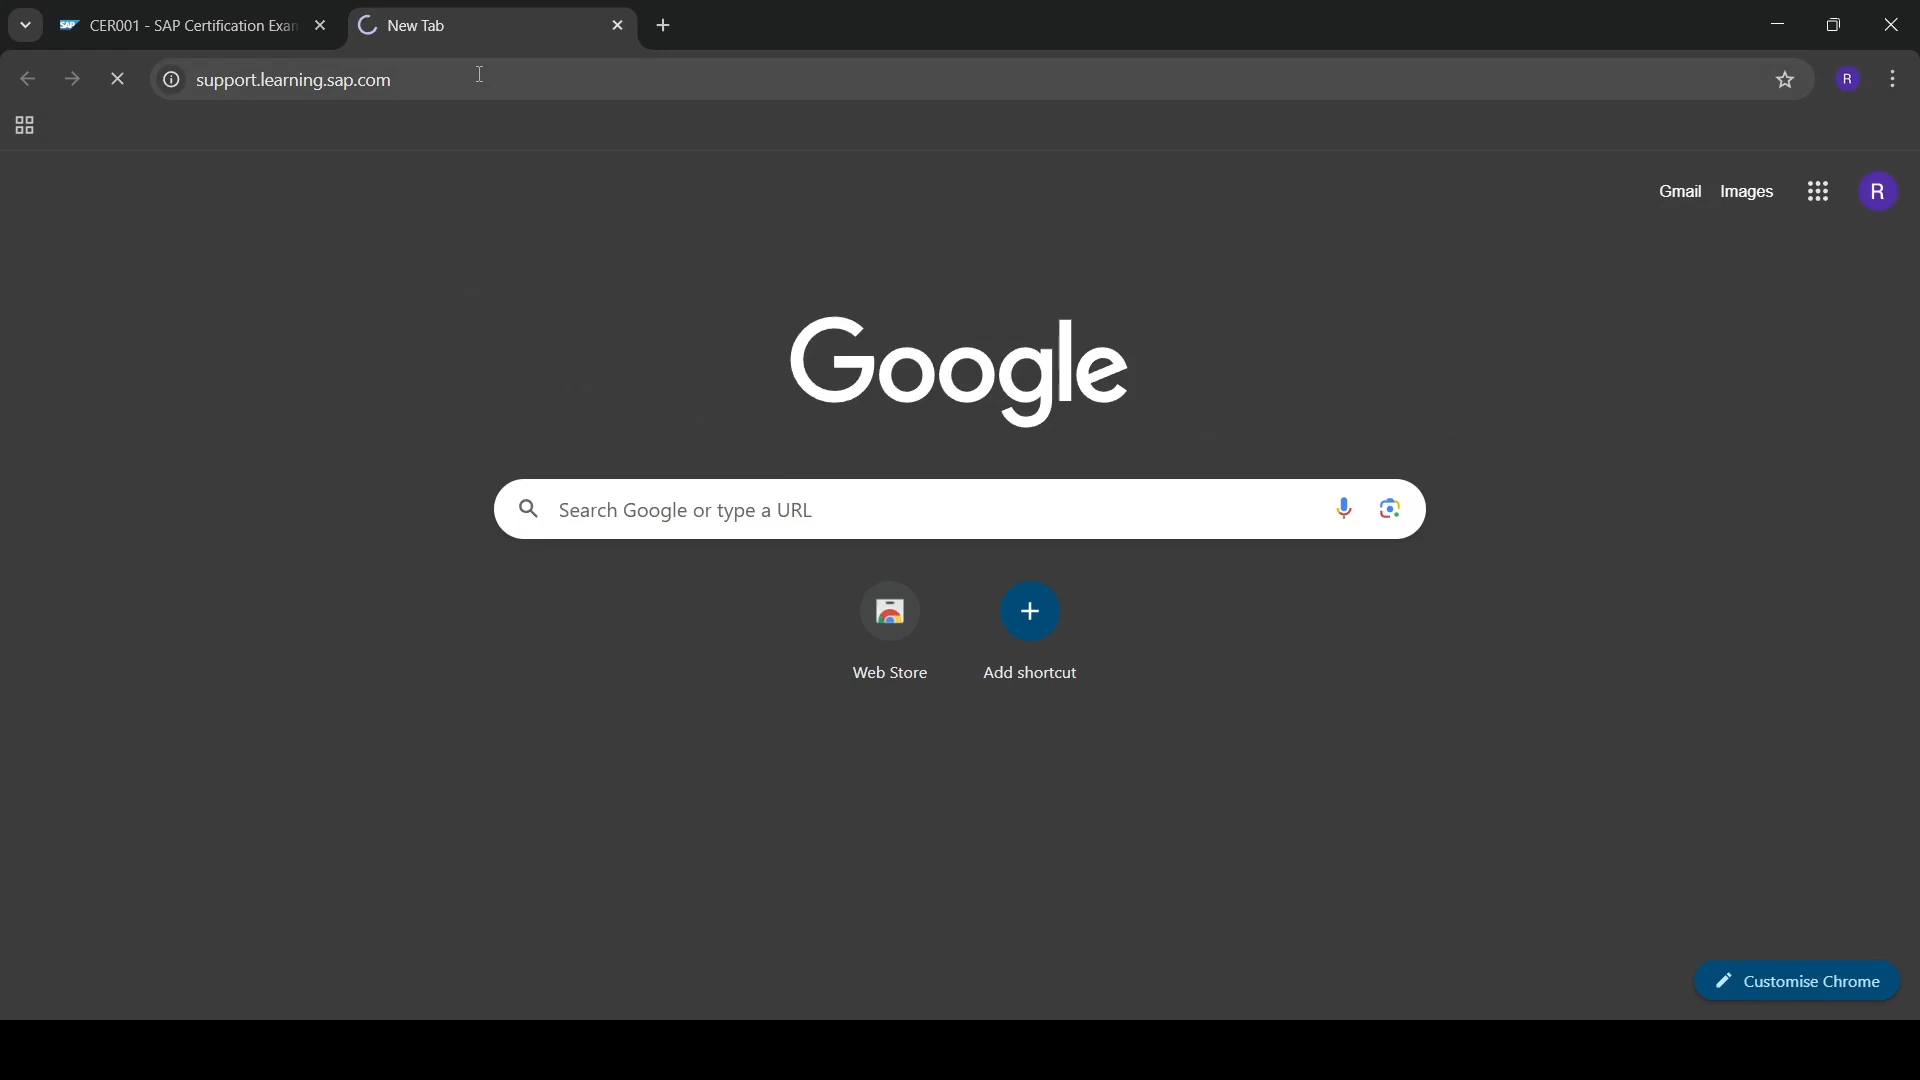 SAP CER001 - SAP Certification Exan
New Tab
support.learning.sap.com
R
Gmail Images
R
Google
Search Google or type a URL
Web Store
Add shortcut
Customise Chrome